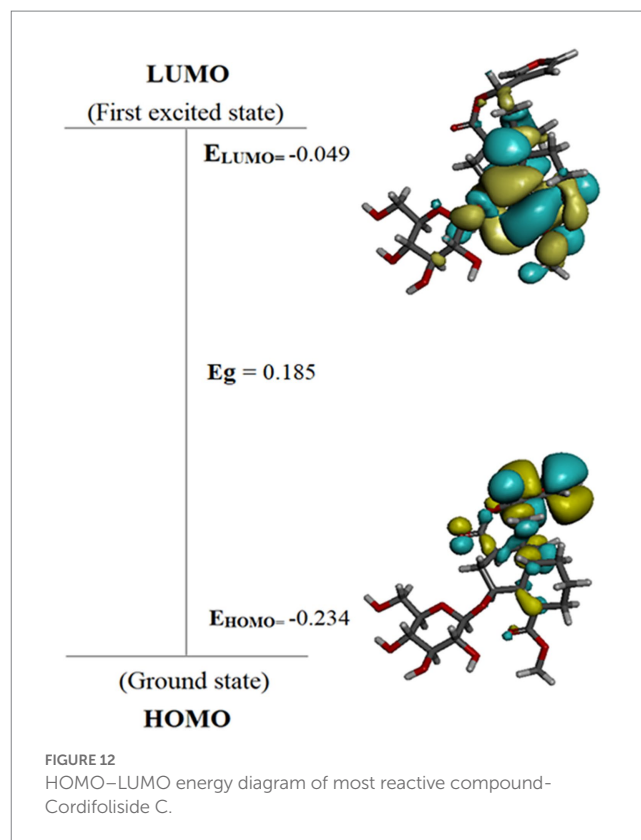 LUMO
(First excited state)
ELUMO= -0.049
Eg = 0.185
EHOMO= -0.234
(Ground state)
HOMO
FIGURE 12
HOMO–LUMO energy diagram of most reactive compound-
Cordifoliside C.